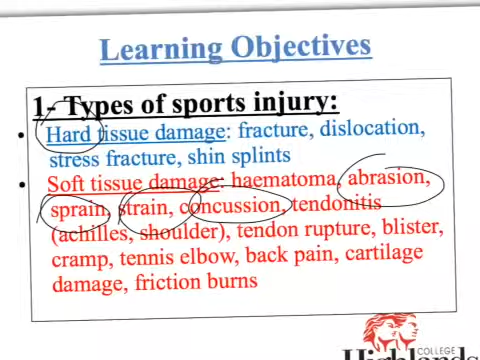 Learning Objectives
1- Types of sports injury:
• Hard tissue damage: fracture, dislocation,
stress fracture, shin splints
• Soft tissue damage: haematoma, abrasion,
sprain, strain, concussion, tendonitis
(achilles, shoulder), tendon rupture, blister,
cramp, tennis elbow, back pain, cartilage
damage, friction burns
COLLEGE
Highlands